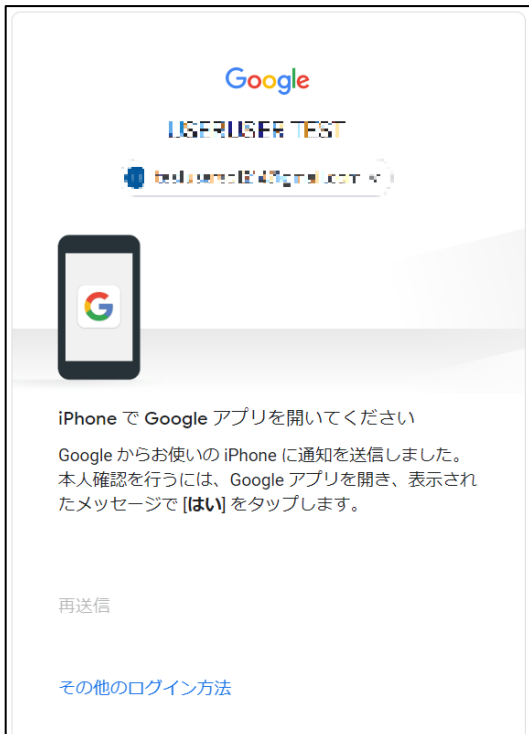 Google
USERUSER TEST
iPhone で Google アプリを開いてください
Google からお使いの iPhone に通知を送信しました。
本人確認を行うには、Google アプリを開き、表示され
たメッセージで [はい] をタップします。
再送信
その他のログイン方法